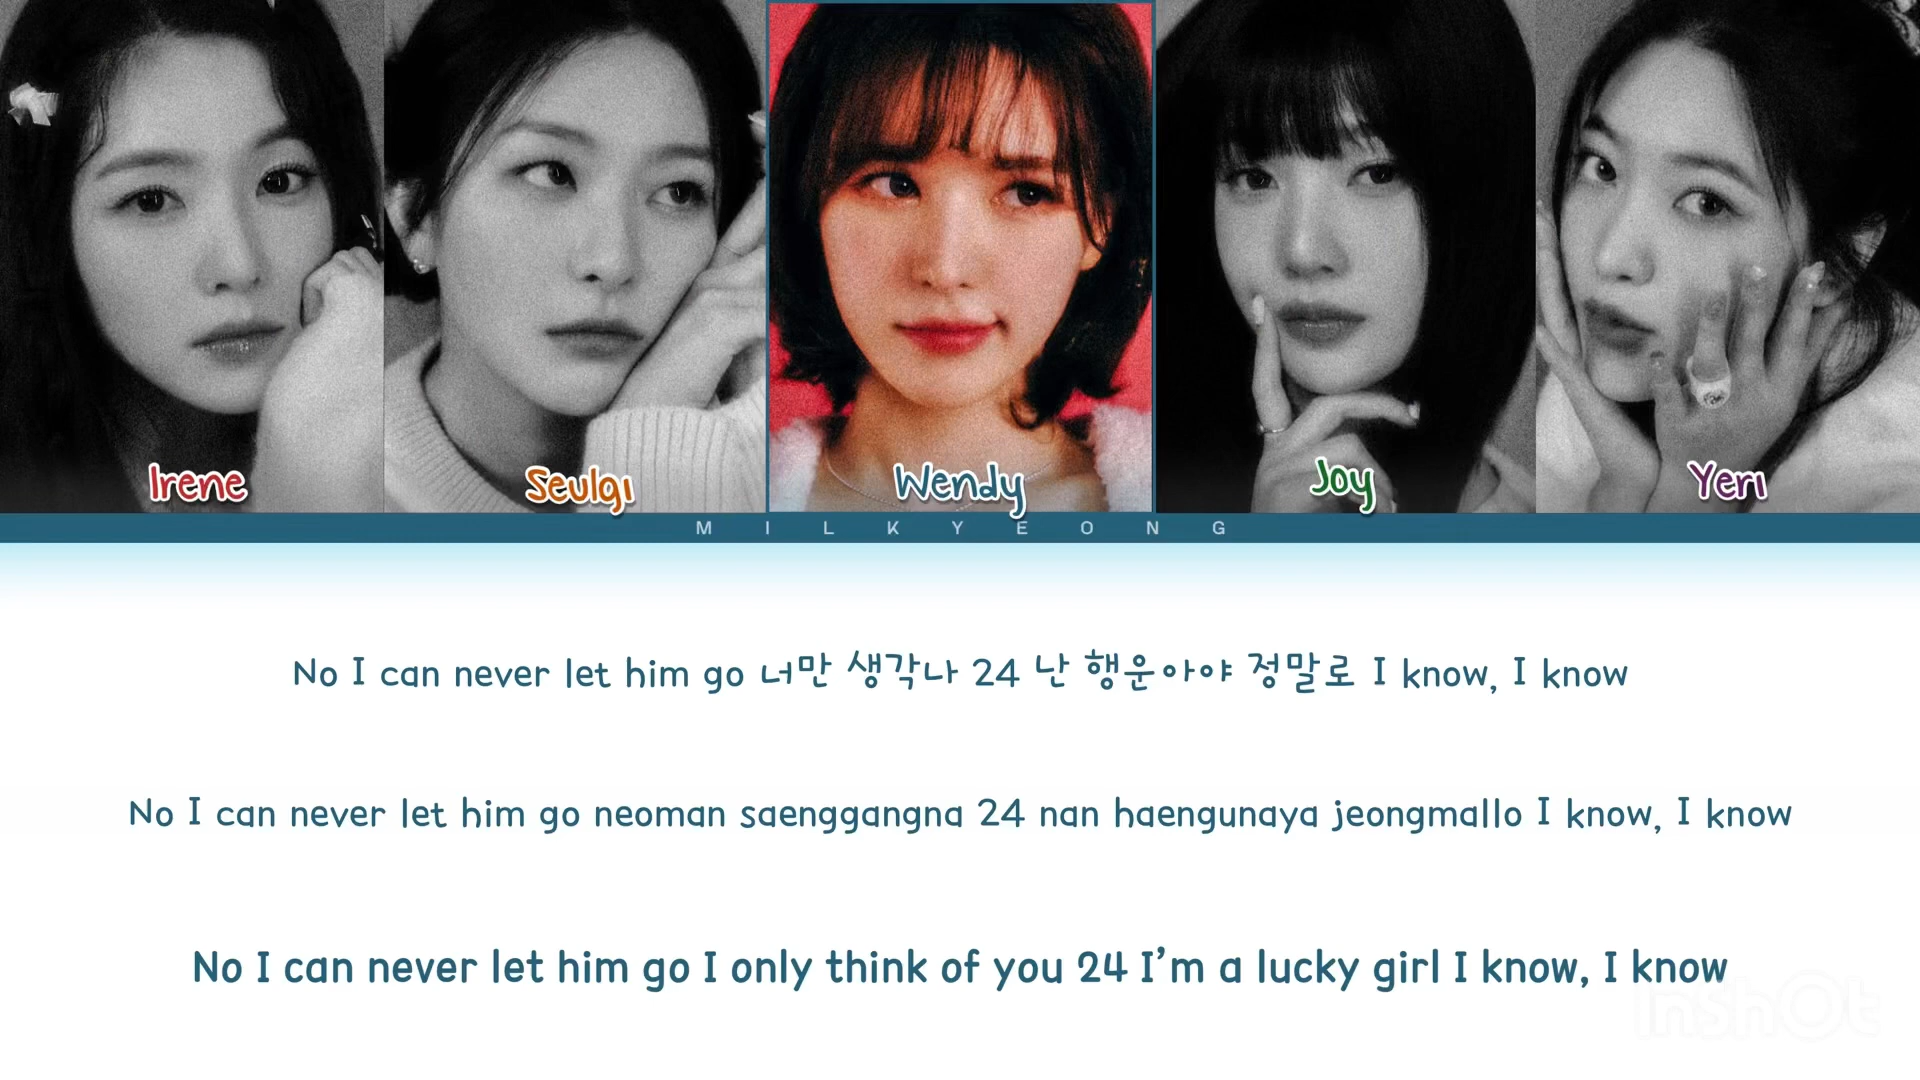 Irene
Seulgi
Wendy
Joy
Yeri
MILKYEONG
No I can never let him go 너만 생각나 24 난 행운아야 정말로 I know, I know
No I can never let him go neoman saenggangna 24 nan haengunaya jeongmallo I know, I know
No I can never let him go I only think of you 24 I'm a lucky girl I know, I know
InShOt